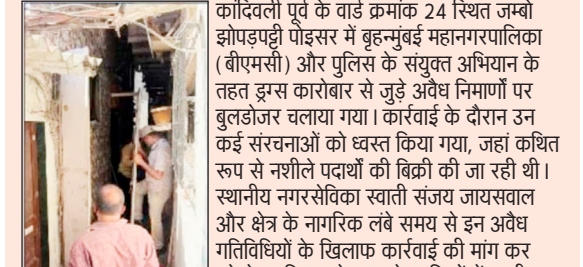 कांदिवली पूर्व के वार्ड क्रमांक 24 स्थित जम्बो
झोपड़पट्टी पोइसर में बृहन्मुंबई महानगरपालिका
(बीएमसी) और पुलिस के संयुक्त अभियान के
तहत ड्रग्स कारोबार से जुड़े अवैध निमार्णों पर
बुलडोजर चलाया गया। कार्रवाई के दौरान उन
कई संरचनाओं को ध्वस्त किया गया, जहां कथित
रूप से नशीले पदार्थों की बिक्री की जा रही थी।
स्थानीय नगरसेविका स्वाती संजय जायसवाल
और क्षेत्र के नागरिक लंबे समय से इन अवैध
गतिविधियों के खिलाफ कार्रवाई की मांग कर